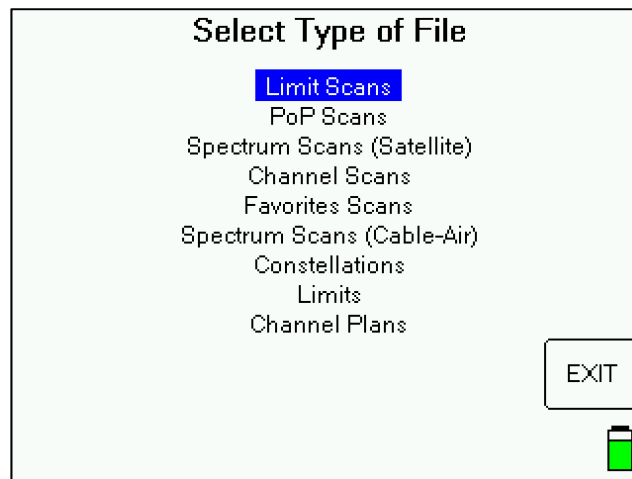 Select Type of File
Limit Scans
PoP Scans
Spectrum Scans (Satellite)
Channel Scans
Favorites Scans
Spectrum Scans (Cable-Air)
Constellations
Limits
Channel Plans
EXIT